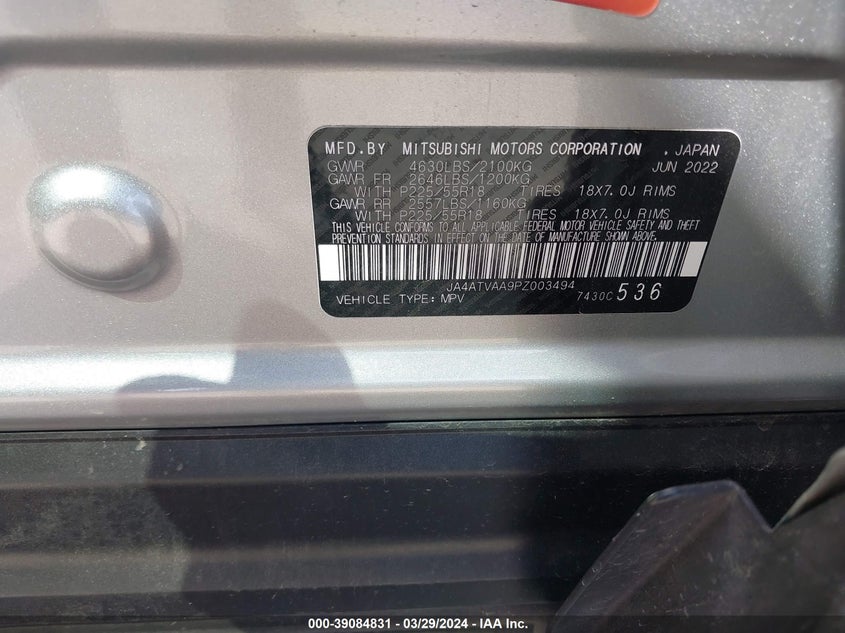 MFD.BY MITSUBISHI MOTORS CORPORATION , JAPAN
GVWR 4630LBS/2100KG JUN 2022
GAWR FR 2646LBS/1200KG
WITH P225/55R18 TIRES 18X7.0J RIMS
GAWR RR 2557LBS/1160KG
WITH P225/55R18 TIRES 18X7.0J RIMS
THIS VEHICLE CONFORMS TO ALL APPLICABLE FEDERAL MOTOR VEHICLE SAFETY AND THEFT
PREVENTION STANDARDS IN EFFECT ON THE DATE OF MANUFACTURE SHOWN ABOVE.
JA4ATVAA9PZ003494
VEHICLE TYPE: MPV 7430C 536
000-39084831 - 03/29/2024 - IAA Inc.